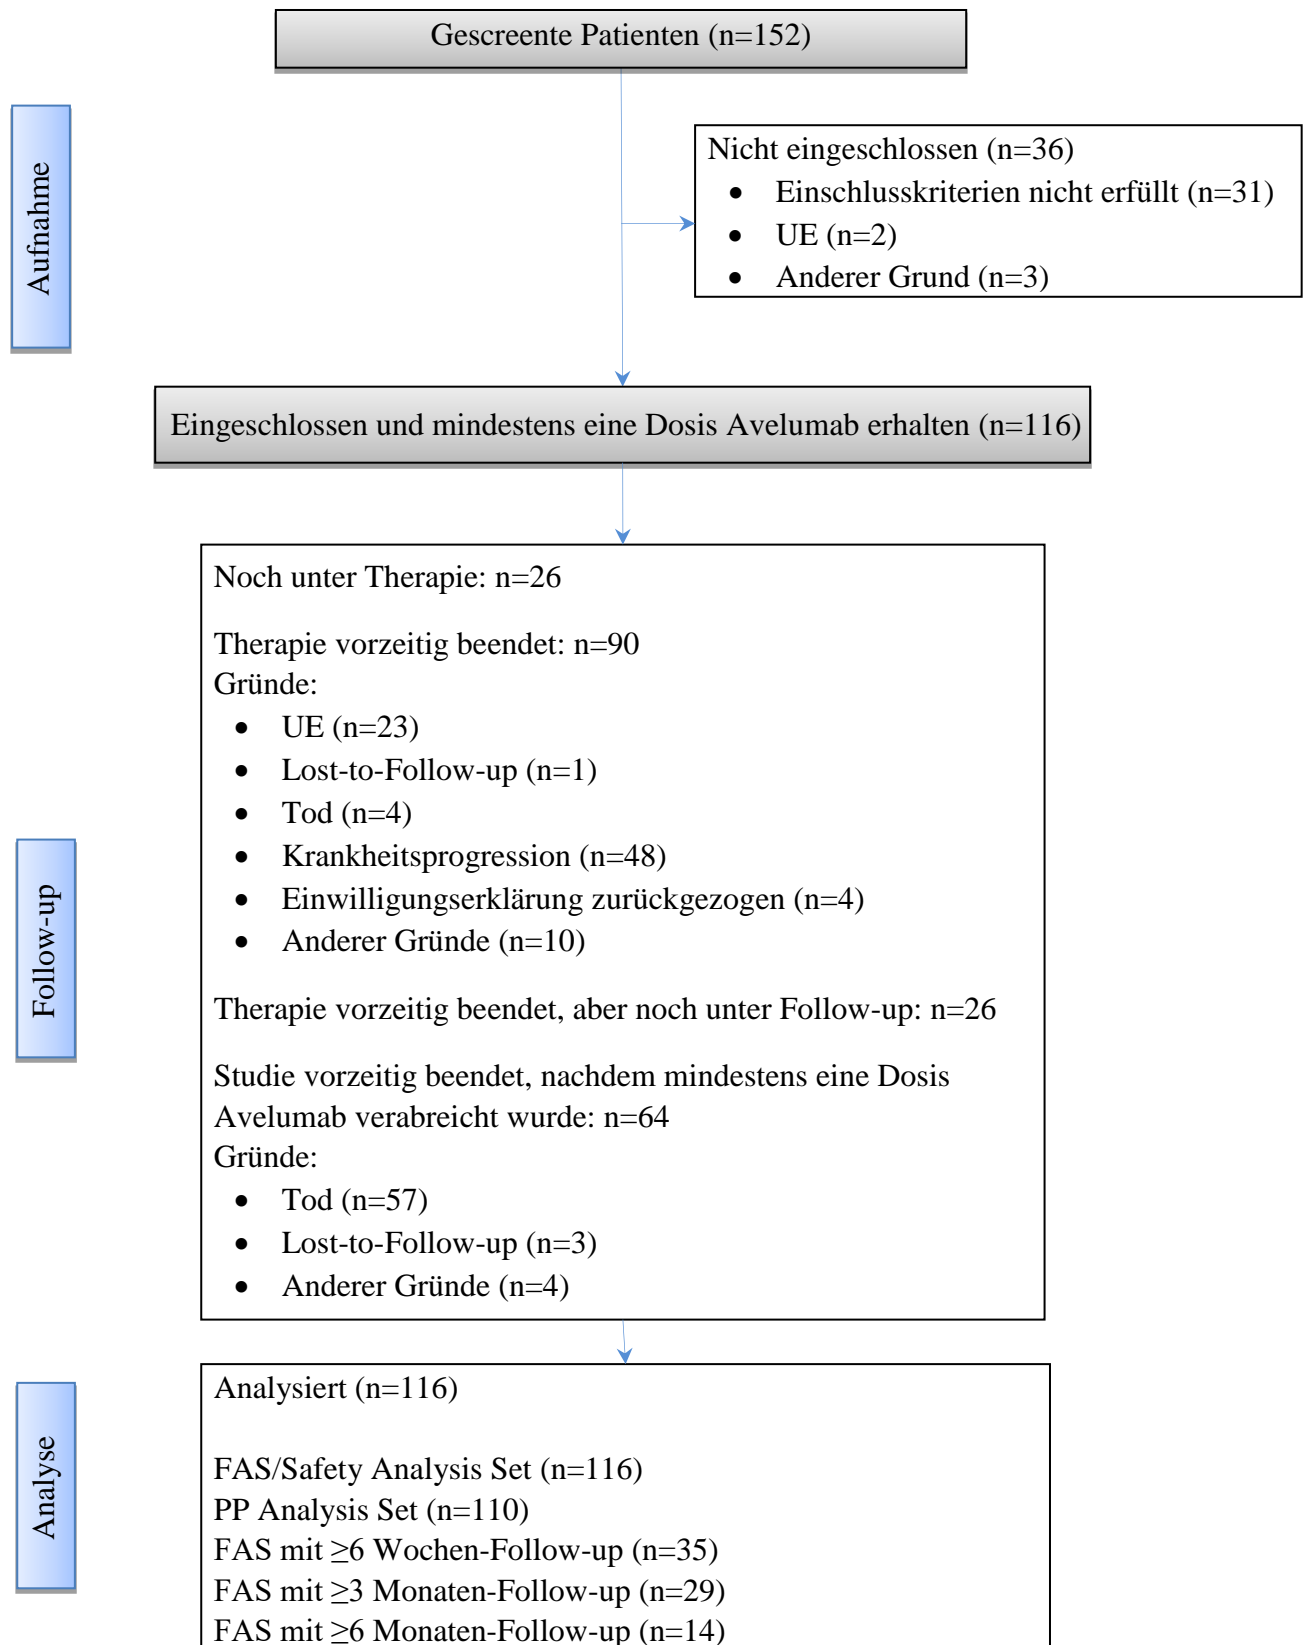 Gescreente Patienten (n=152)
Aufnahme
Nicht eingeschlossen (n=36)
• Einschlusskriterien nicht erfüllt (n=31)
• UE (n=2)
• Anderer Grund (n=3)
Eingeschlossen und mindestens eine Dosis Avelumab erhalten (n=116)
Follow-up
Noch unter Therapie: n=26
Therapie vorzeitig beendet: n=90
Gründe:
• UE (n=23)
• Lost-to-Follow-up (n=1)
• Tod (n=4)
• Krankheitsprogression (n=48)
• Einwilligungserklärung zurückgezogen (n=4)
• Anderer Gründe (n=10)
Therapie vorzeitig beendet, aber noch unter Follow-up: n=26
Studie vorzeitig beendet, nachdem mindestens eine Dosis
Avelumab verabreicht wurde: n=64
Gründe:
• Tod (n=57)
• Lost-to-Follow-up (n=3)
• Anderer Gründe (n=4)
Analyse
Analysiert (n=116)
FAS/Safety Analysis Set (n=116)
PP Analysis Set (n=110)
FAS mit ≥6 Wochen-Follow-up (n=35)
FAS mit ≥3 Monaten-Follow-up (n=29)
FAS mit ≥6 Monaten-Follow-up (n=14)